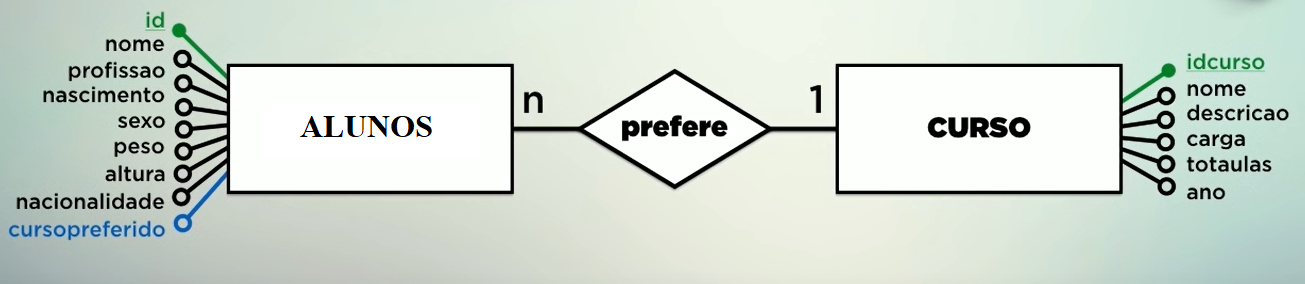 id
nome
profissao
nascimento
sexo
peso
altura
nacionalidade
cursopreferido
ALUNOS
n
prefere
1
CURSO
idcurso
nome
descricao
carga
totaulas
ano